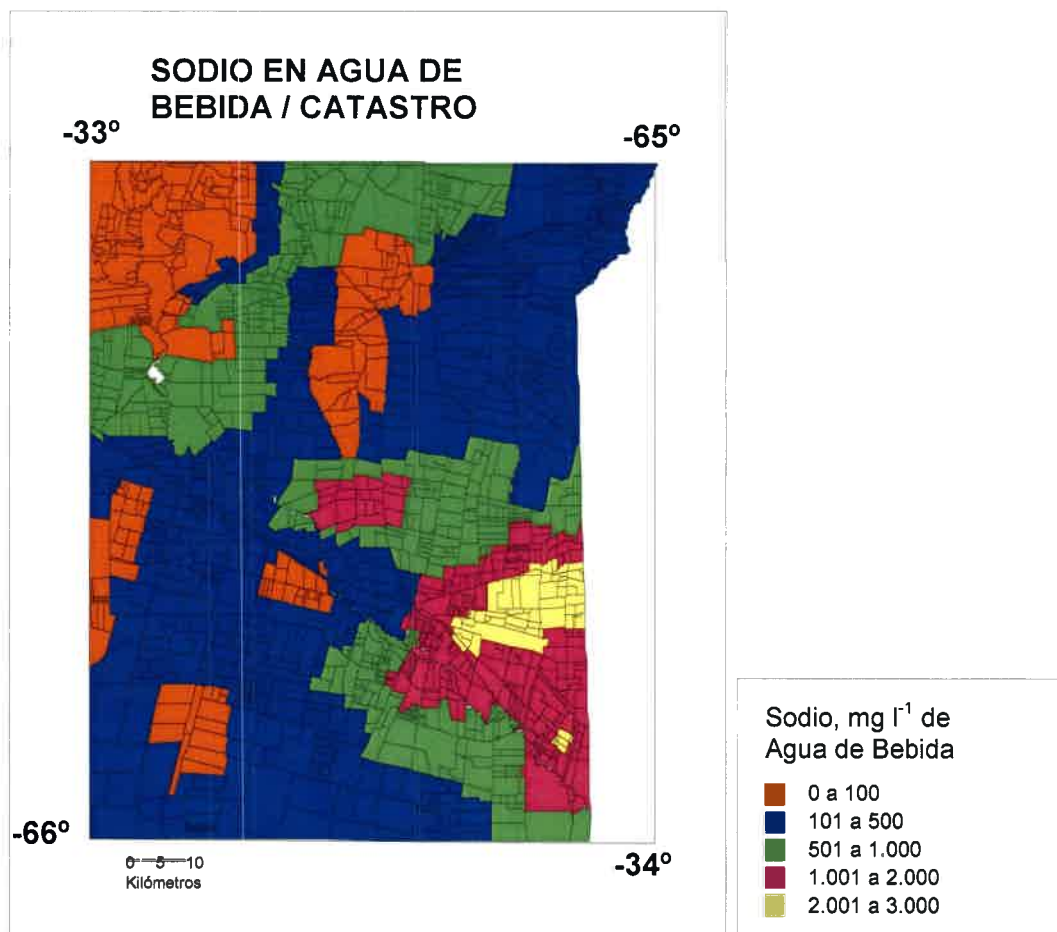 SODIO EN AGUA DE
BEBIDA / CATASTRO
-33º
-65º
-66º
-34º
0 5 10
Kilómetros
Sodio, mg l⁻¹ de
Agua de Bebida
0 a 100
101 a 500
501 a 1.000
1.001 a 2.000
2.001 a 3.000